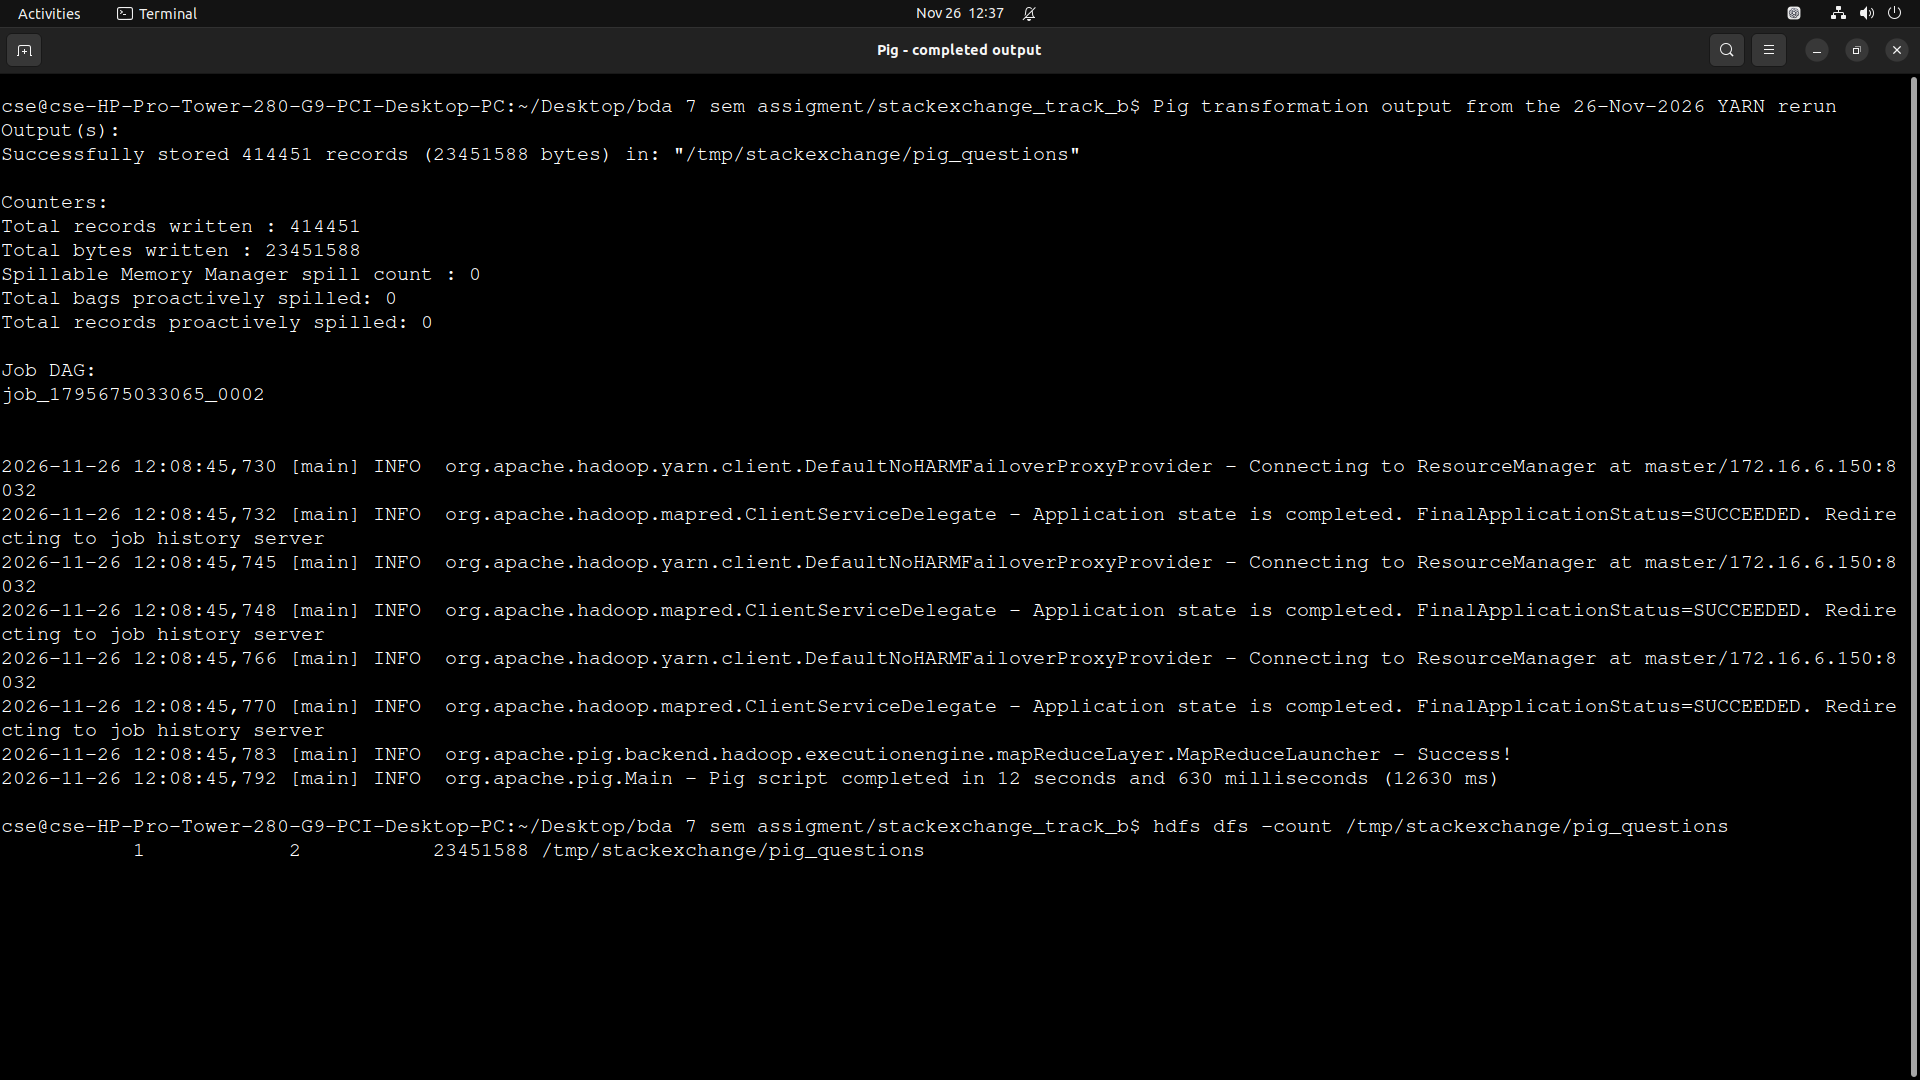 Activities
Terminal
Nov 26 12:37
Pig - completed output
cse@cse-HP-Pro-Tower-280-G9-PCI-Desktop-PC:~/Desktop/bda 7 sem assigment/stackexchange_track_b$ Pig transformation output from the 26-Nov-2026 YARN rerun
Output(s):
Successfully stored 414451 records (23451588 bytes) in: "/tmp/stackexchange/pig_questions"
Counters:
Total records written : 414451
Total bytes written : 23451588
Spillable Memory Manager spill count : 0
Total bags proactively spilled: 0
Total records proactively spilled: 0
Job DAG:
job_1795675033065_0002
2026-11-26 12:08:45,730 [main] INFO  org.apache.hadoop.yarn.client.DefaultNoHARMFailoverProxyProvider - Connecting to ResourceManager at master/172.16.6.150:8
032
2026-11-26 12:08:45,732 [main] INFO  org.apache.hadoop.mapred.ClientServiceDelegate - Application state is completed. FinalApplicationStatus=SUCCEEDED. Redire
cting to job history server
2026-11-26 12:08:45,745 [main] INFO  org.apache.hadoop.yarn.client.DefaultNoHARMFailoverProxyProvider - Connecting to ResourceManager at master/172.16.6.150:8
032
2026-11-26 12:08:45,748 [main] INFO  org.apache.hadoop.mapred.ClientServiceDelegate - Application state is completed. FinalApplicationStatus=SUCCEEDED. Redire
cting to job history server
2026-11-26 12:08:45,766 [main] INFO  org.apache.hadoop.yarn.client.DefaultNoHARMFailoverProxyProvider - Connecting to ResourceManager at master/172.16.6.150:8
032
2026-11-26 12:08:45,770 [main] INFO  org.apache.hadoop.mapred.ClientServiceDelegate - Application state is completed. FinalApplicationStatus=SUCCEEDED. Redire
cting to job history server
2026-11-26 12:08:45,783 [main] INFO  org.apache.pig.backend.hadoop.executionengine.mapReduceLayer.MapReduceLauncher - Success!
2026-11-26 12:08:45,792 [main] INFO  org.apache.pig.Main - Pig script completed in 12 seconds and 630 milliseconds (12630 ms)
cse@cse-HP-Pro-Tower-280-G9-PCI-Desktop-PC:~/Desktop/bda 7 sem assigment/stackexchange_track_b$ hdfs dfs -count /tmp/stackexchange/pig_questions
1 2 23451588 /tmp/stackexchange/pig_questions